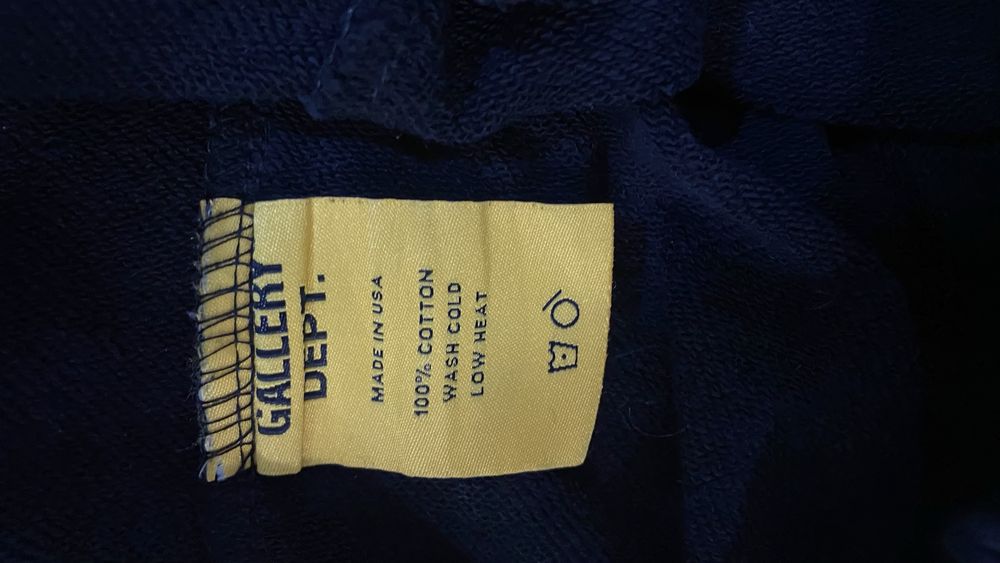 GALLERY
DEPT.
MADE IN USA
100% COTTON
WASH COLD
LOW HEAT